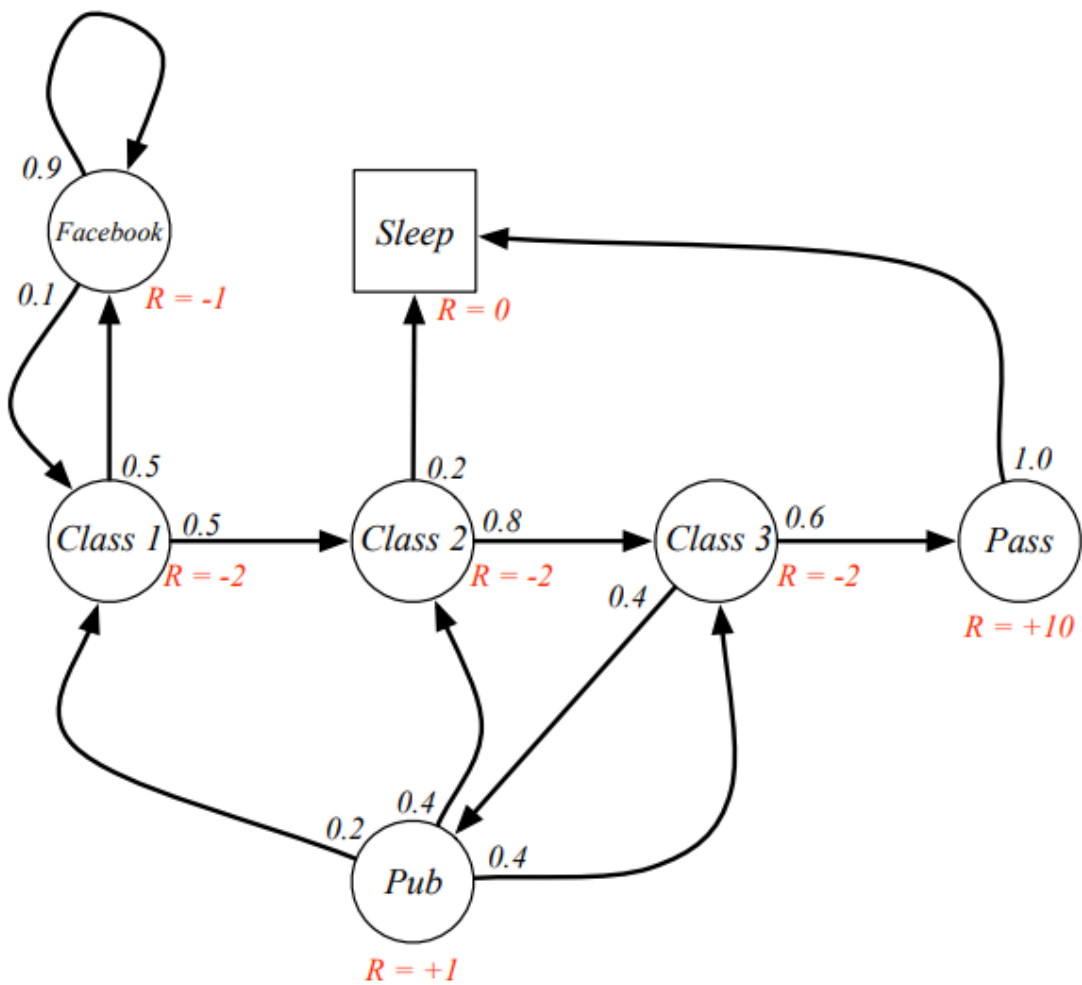 0.9
Facebook
Sleep
0.1
R = -1
R = 0
0.5
0.2
1.0
Class 1
0.5
Class 2
0.8
Class 3
0.6
Pass
R = -2
R = -2
R = -2
0.4
R = +10
0.4
0.2
0.4
Pub
R = +1